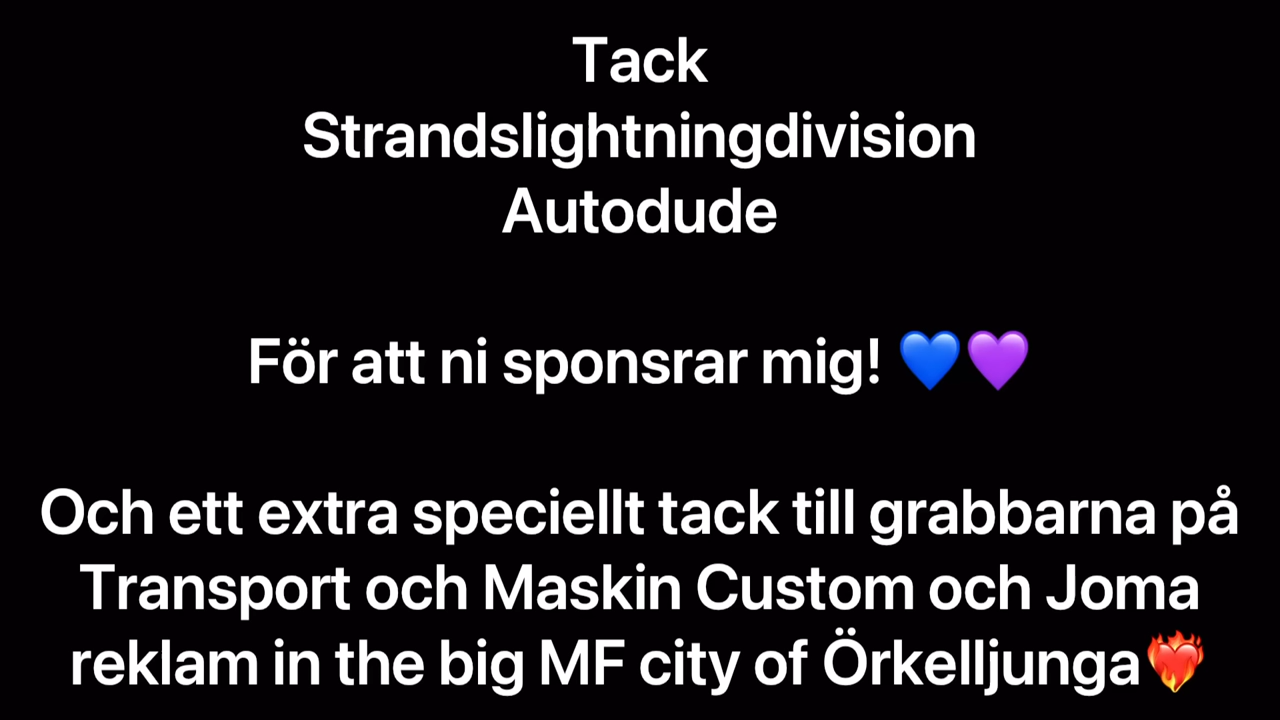 Tack
Strandslightningdivision
Autodude
För att ni sponsrar mig! 💙💜
Och ett extra speciellt tack till grabbarna på
Transport och Maskin Custom och Joma
reklam in the big MF city of Örkelljunga❤️‍🔥